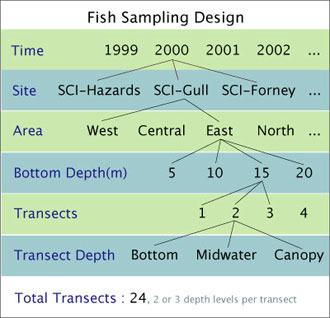 Fish Sampling Design
Time 1999 2000 2001 2002 ...
Site SCI-Hazards SCI-Gull SCI-Forney ...
Area West Central East North ...
Bottom Depth(m) 5 10 15 20
Transects 1 2 3 4
Transect Depth Bottom Midwater Canopy
Total Transects : 24, 2 or 3 depth levels per transect